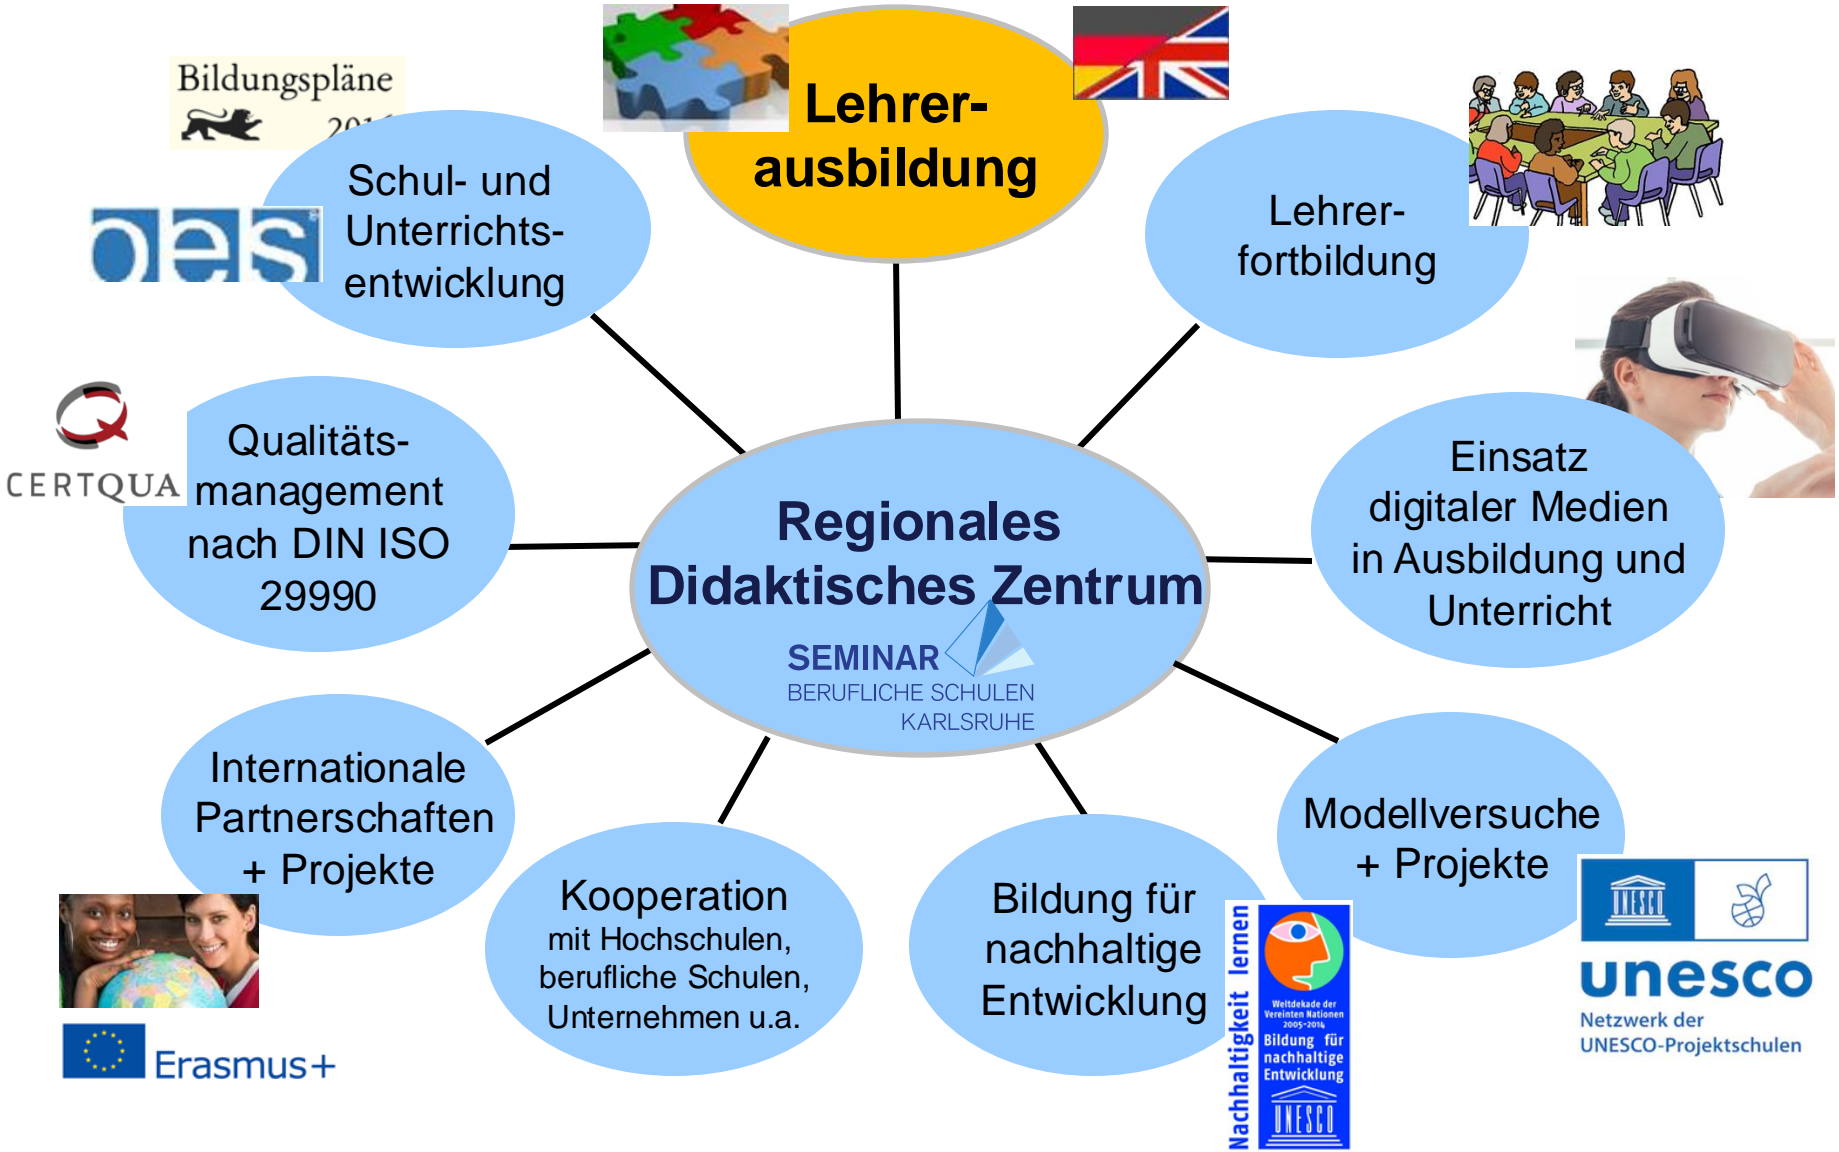 Bildungspläne
oes
Schul- und
Unterrichts-
entwicklung
Lehrer-
ausbildung
Lehrer-
fortbildung
CERTQUA
Qualitäts-
management
nach DIN ISO
29990
Regionales
Didaktisches Zentrum
SEMINAR
BERUFLICHE SCHULEN
KARLSRUHE
Einsatz
digitaler Medien
in Ausbildung und
Unterricht
Internationale
Partnerschaften
+ Projekte
Erasmus+
Kooperation
mit Hochschulen,
berufliche Schulen,
Unternehmen u.a.
Bildung für
nachhaltige
Entwicklung
Nachhaltigkeit lernen
Weltdekade der
Vereinten Nationen
2005-2014
Bildung für
nachhaltige
Entwicklung
UNESCO
Modellversuche
+ Projekte
UNESCO
unesco
Netzwerk der
UNESCO-Projektschulen